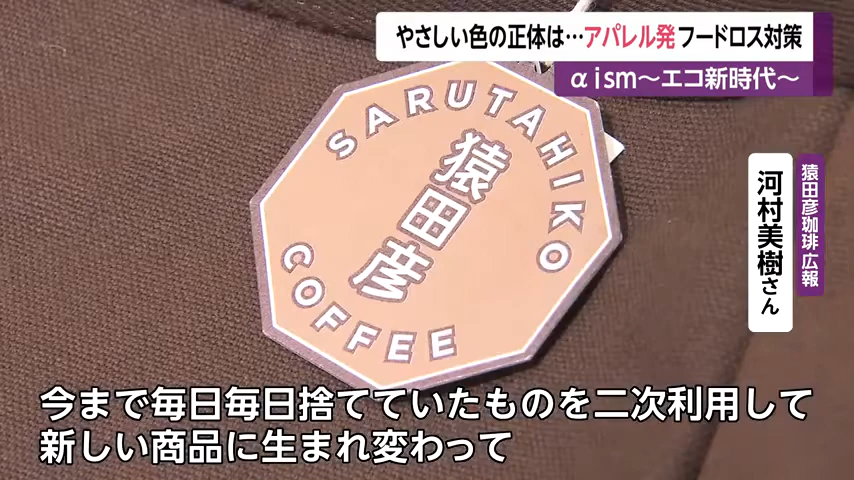 やさしい色の正体は…アパレル発フードロス対策
αism～エコ新時代～
SARUTAHIKO
猿田彦
COFFEE
猿田彦珈琲 広報
河村美樹さん
今まで毎日毎日捨てていたものを二次利用して
新しい商品に生まれ変わって